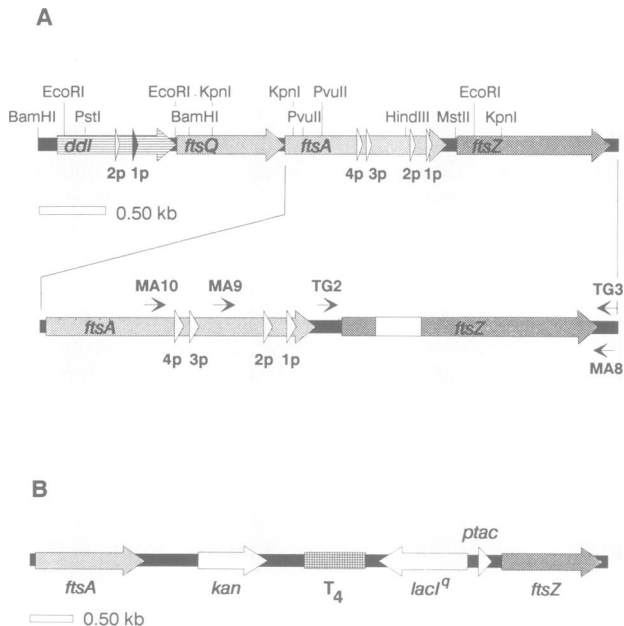 A
EcoRI EcoRI KpnI KpnI PvuII EcoRI
BamHI PstI BamHI PvuII HindIII MstII KpnI
ddl ftsQ ftsA ftsZ
2p 1p 4p 3p 2p 1p
0.50 kb
MA10 MA9 TG2 TG3
ftsA ftsZ
4p 3p 2p 1p MA8
B
ptac
ftsA kan T4 lacIq ftsZ
0.50 kb